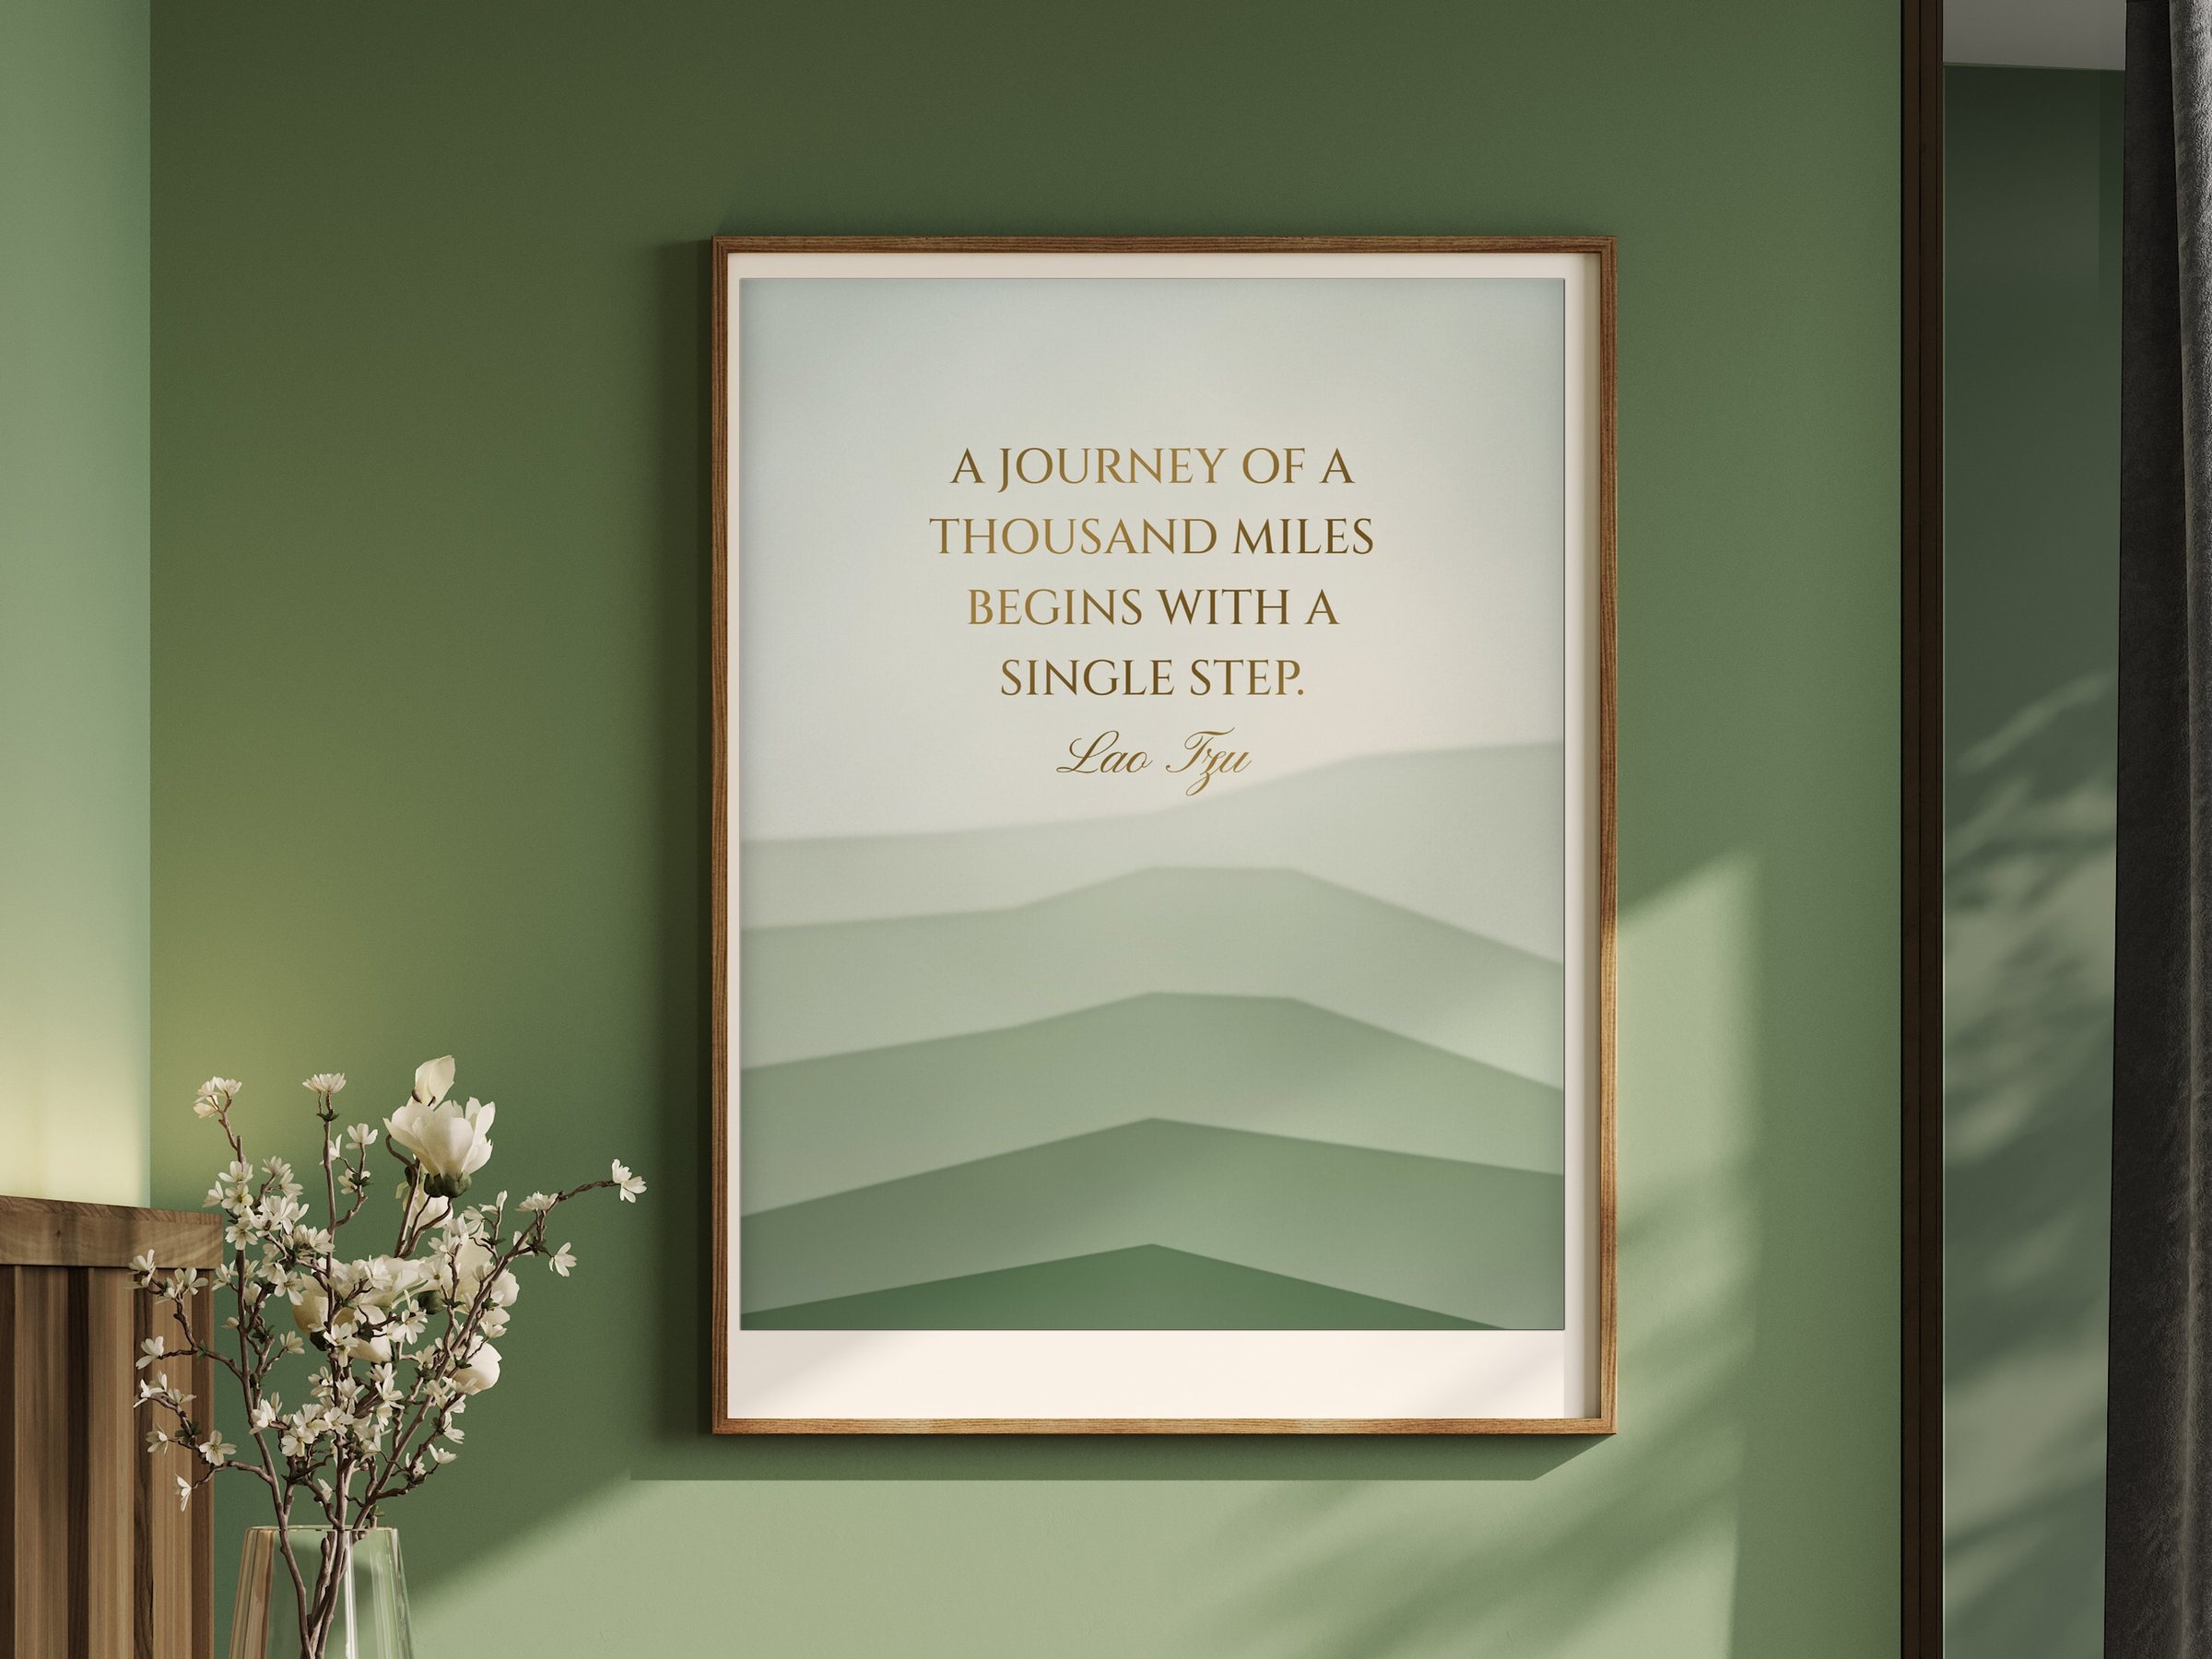 A JOURNEY OF A
THOUSAND MILES
BEGINS WITH A
SINGLE STEP.
Lao Tzu